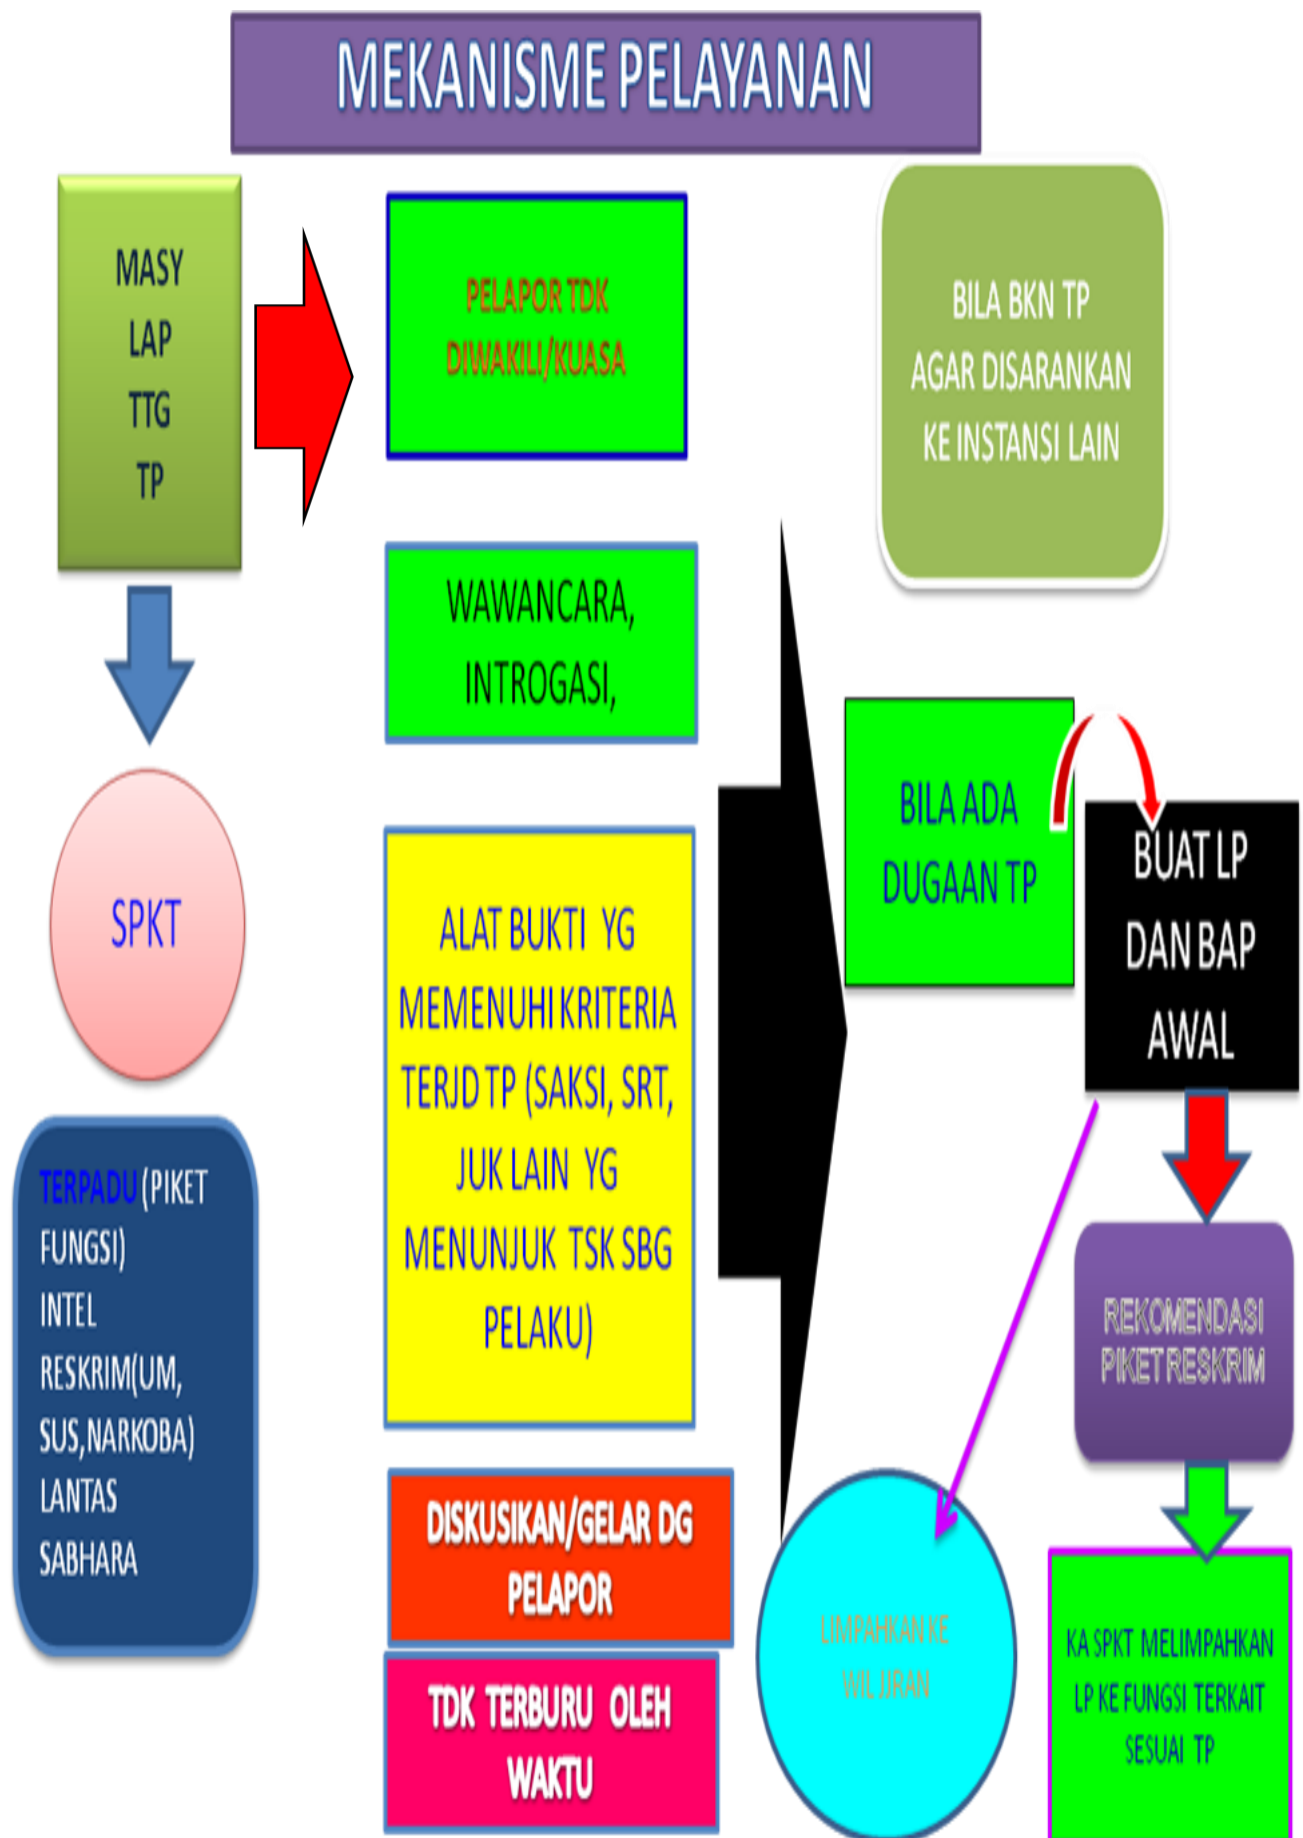 MEKANISME PELAYANAN
MASY
LAP
TTG
TP
SPKT
TERPADU (PIKET
FUNGSI)
INTEL
RESKRIM(UM,
SUS,NARKOBA)
LANTAS
SABHARA
PELAPOR TDK
DIWAKILI/KUASA
WAWANCARA,
INTROGASI,
ALAT BUKTI YG
MEMENUHI KRITERIA
TERJD TP (SAKSI, SRT,
JUK LAIN YG
MENUNJUK TSK SBG
PELAKU)
DISKUSIKAN/GELAR DG
PELAPOR
TDK TERBURU OLEH
WAKTU
BILA BKN TP
AGAR DISARANKAN
KE INSTANSI LAIN
BILA ADA
DUGAAN TP
BUAT LP
DAN BAP
AWAL
REKOMENDASI
PIKET RESKRIM
LIMPAHKAN KE
WIL JJRAN
KA SPKT MELIMPAHKAN
LP KE FUNGSI TERKAIT
SESUAI TP